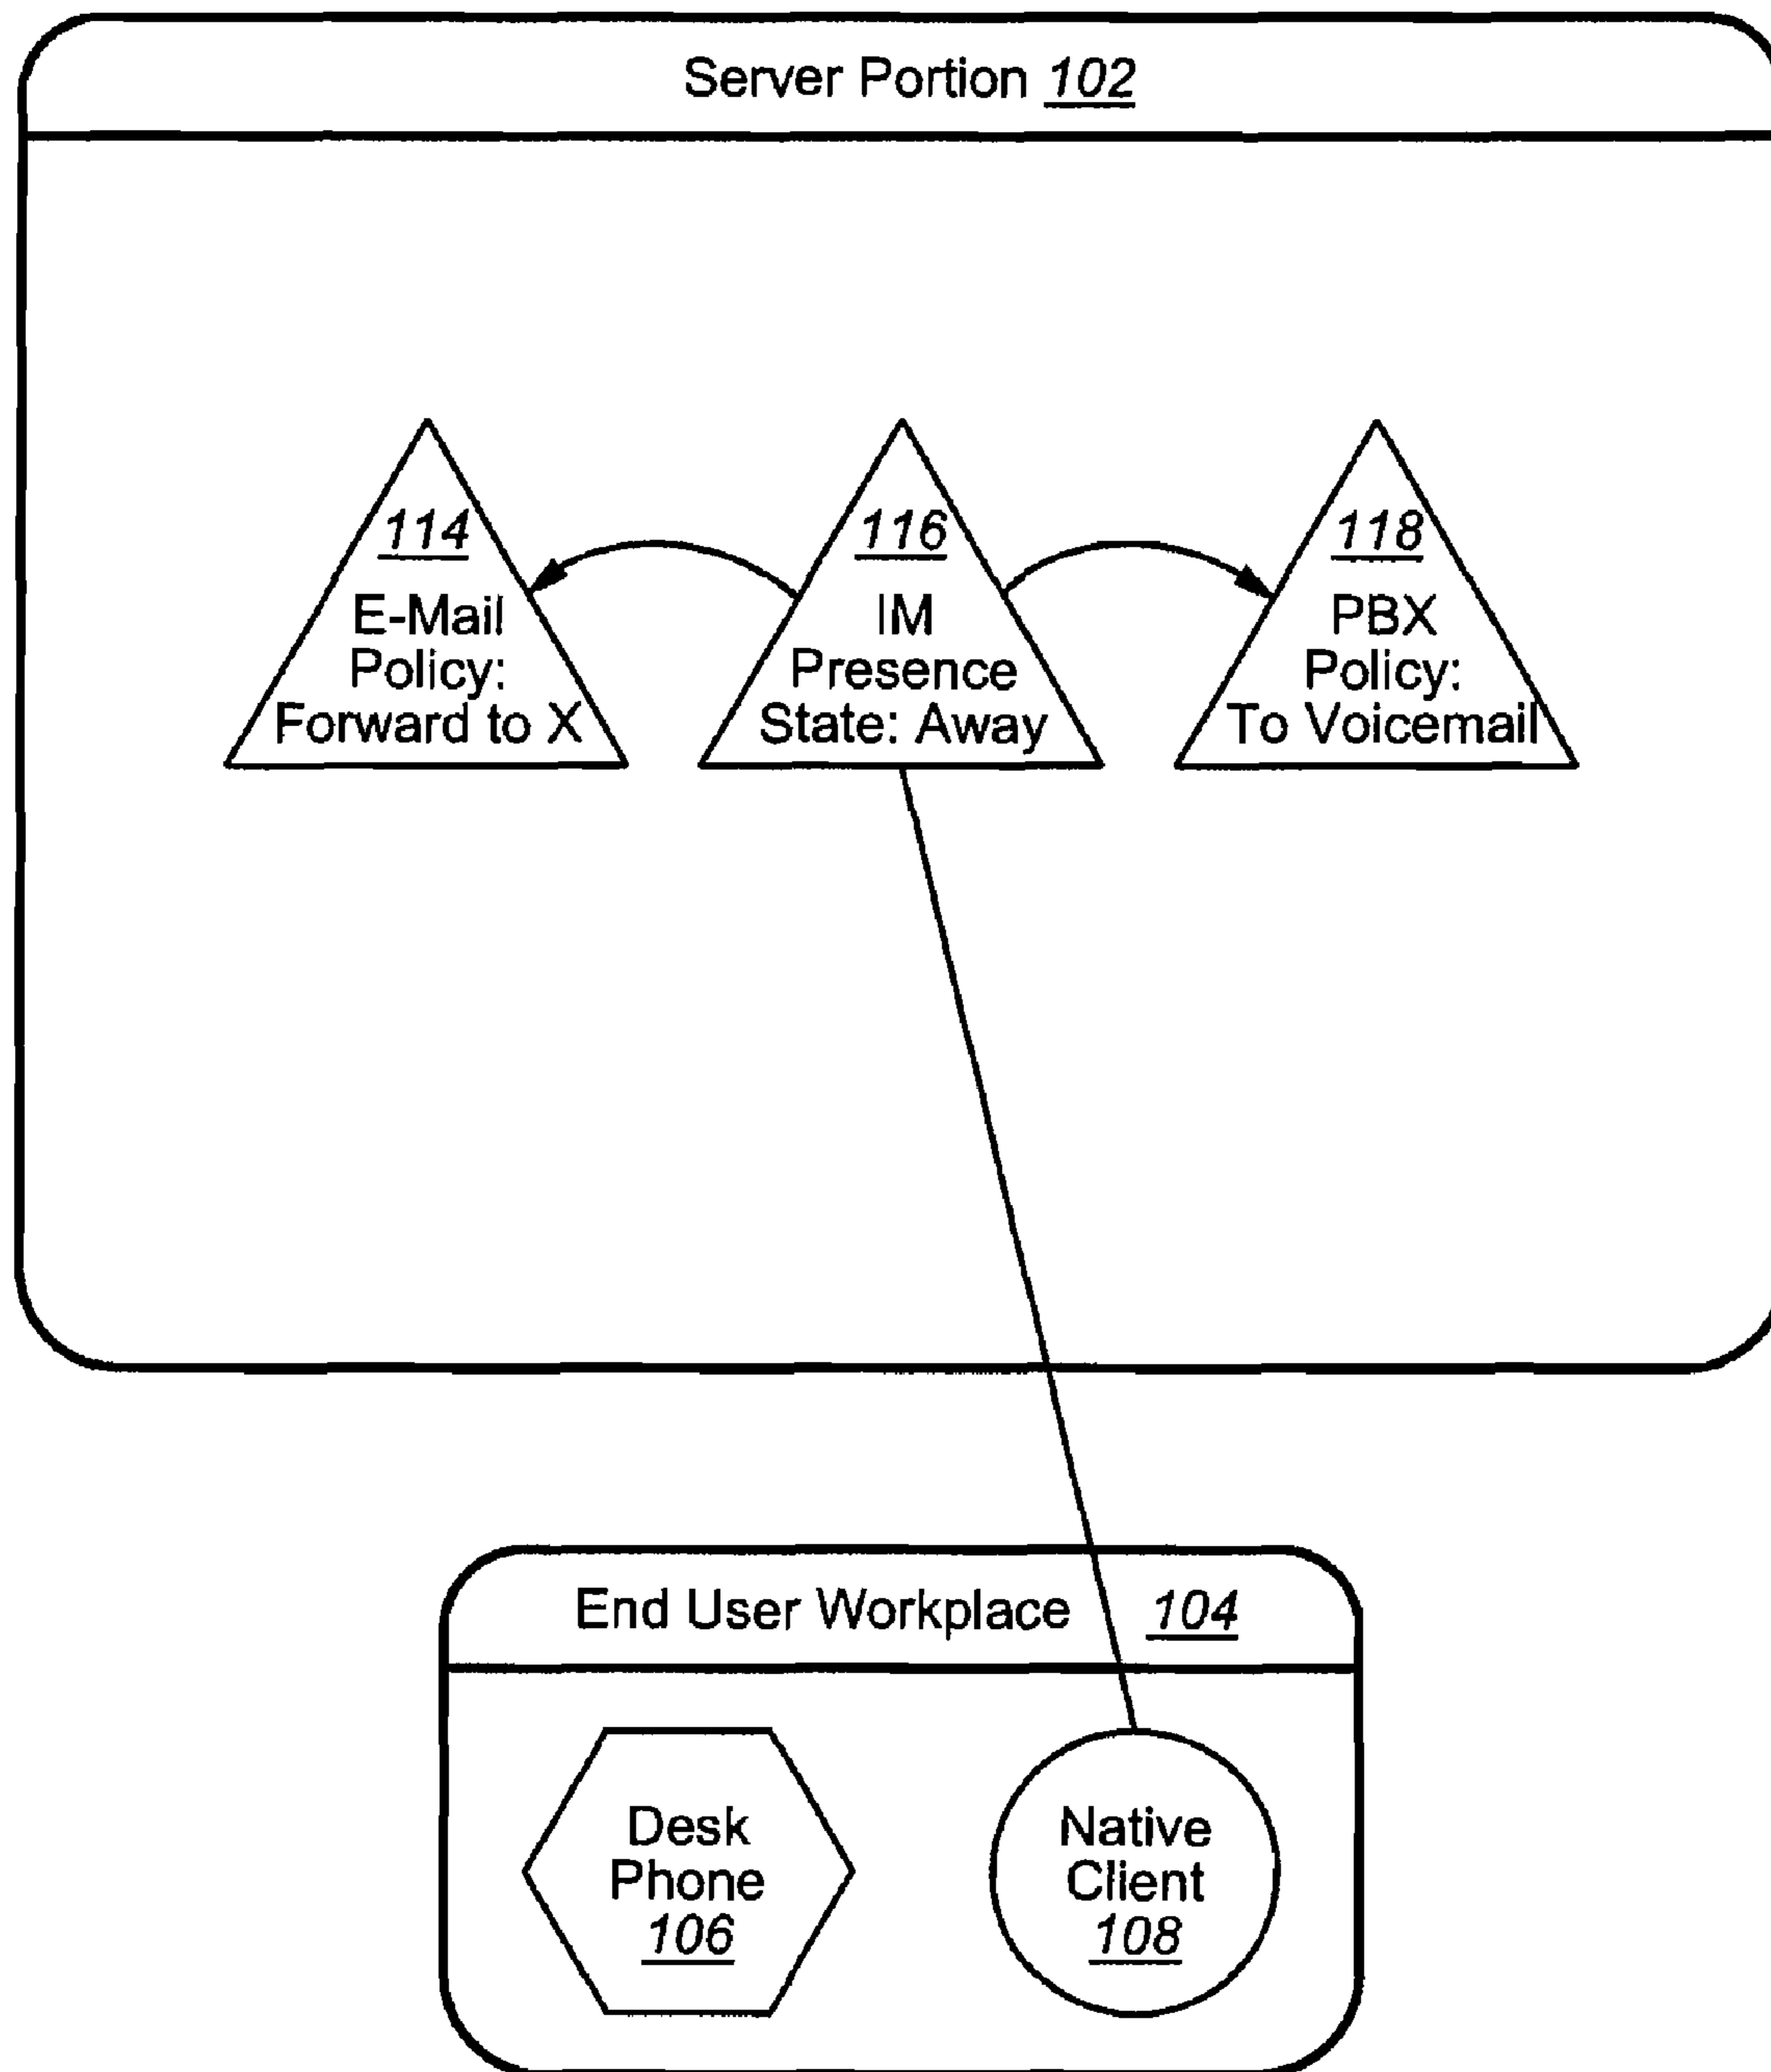 Server Portion 102
114
E-Mail
Policy:
Forward to X
116
IM
Presence
State: Away
118
PBX
Policy:
To Voicemail
End User Workplace 104
Desk
Phone
106
Native
Client
108